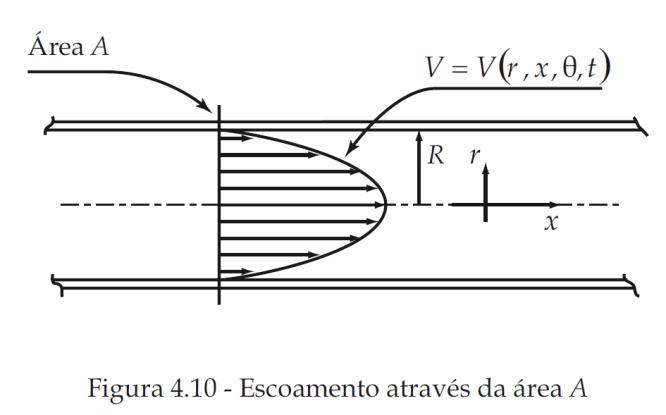 Área A
V = V(r, x, θ, t)
R
r
x
Figura 4.10 - Escoamento através da área A